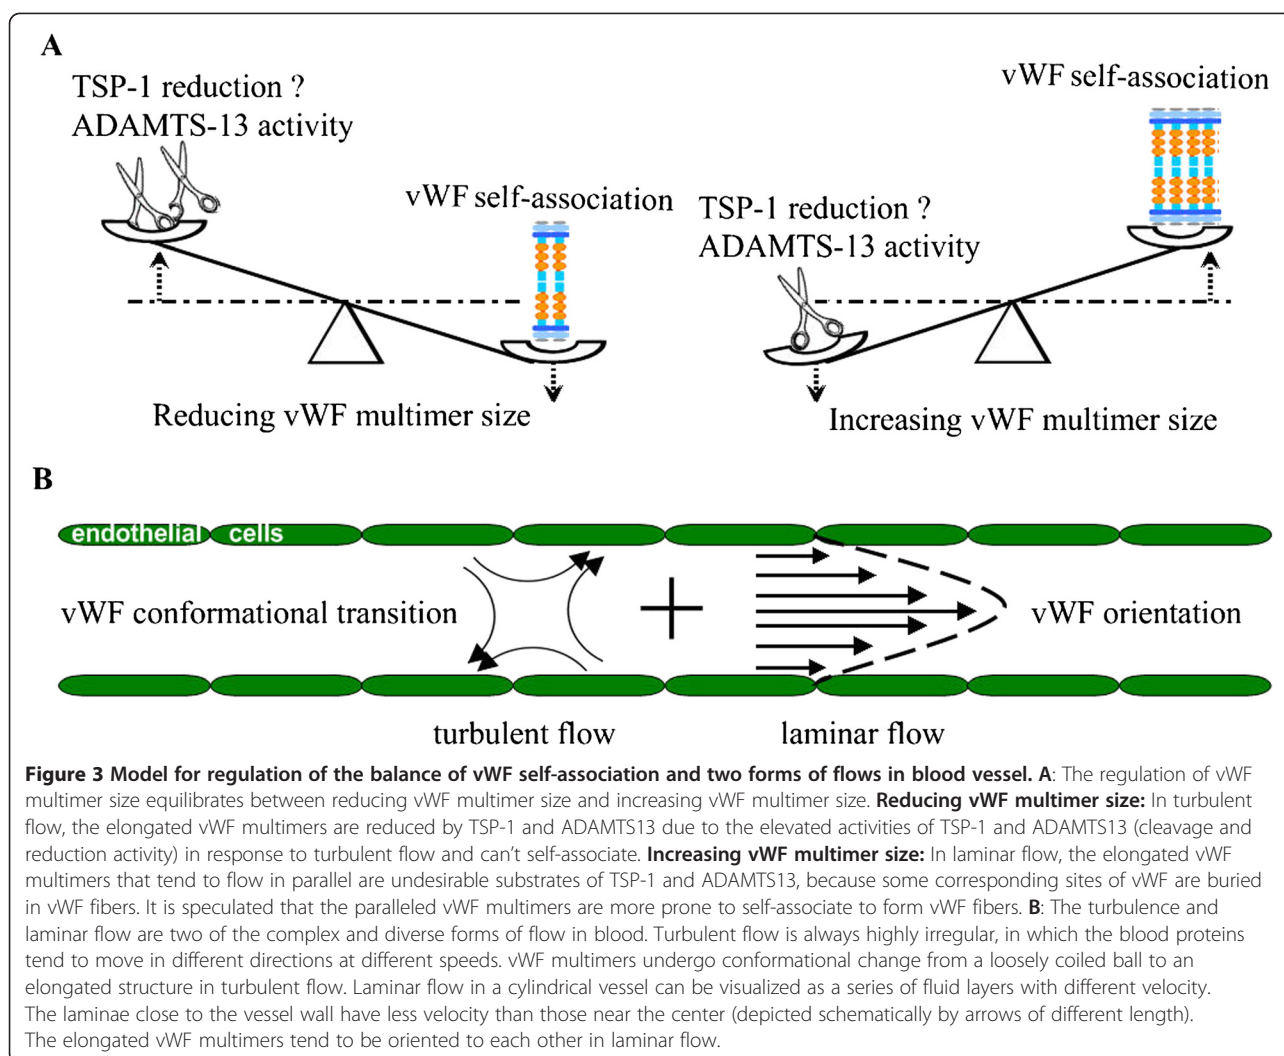 A
TSP-1 reduction ?
ADAMTS-13 activity
vWF self-association
Reducing vWF multimer size
vWF self-association
TSP-1 reduction ?
ADAMTS-13 activity
Increasing vWF multimer size
B
endothelial cells
vWF conformational transition
vWF orientation
turbulent flow
laminar flow
Figure 3 Model for regulation of the balance of vWF self-association and two forms of flows in blood vessel. A: The regulation of vWF
multimer size equilibrates between reducing vWF multimer size and increasing vWF multimer size. Reducing vWF multimer size: In turbulent
flow, the elongated vWF multimers are reduced by TSP-1 and ADAMTS13 due to the elevated activities of TSP-1 and ADAMTS13 (cleavage and
reduction activity) in response to turbulent flow and can't self-associate. Increasing vWF multimer size: In laminar flow, the elongated vWF
multimers that tend to flow in parallel are undesirable substrates of TSP-1 and ADAMTS13, because some corresponding sites of vWF are buried
in vWF fibers. It is speculated that the paralleled vWF multimers are more prone to self-associate to form vWF fibers. B: The turbulence and
laminar flow are two of the complex and diverse forms of flow in blood. Turbulent flow is always highly irregular, in which the blood proteins
tend to move in different directions at different speeds. vWF multimers undergo conformational change from a loosely coiled ball to an
elongated structure in turbulent flow. Laminar flow in a cylindrical vessel can be visualized as a series of fluid layers with different velocity.
The laminae close to the vessel wall have less velocity than those near the center (depicted schematically by arrows of different length).
The elongated vWF multimers tend to be oriented to each other in laminar flow.